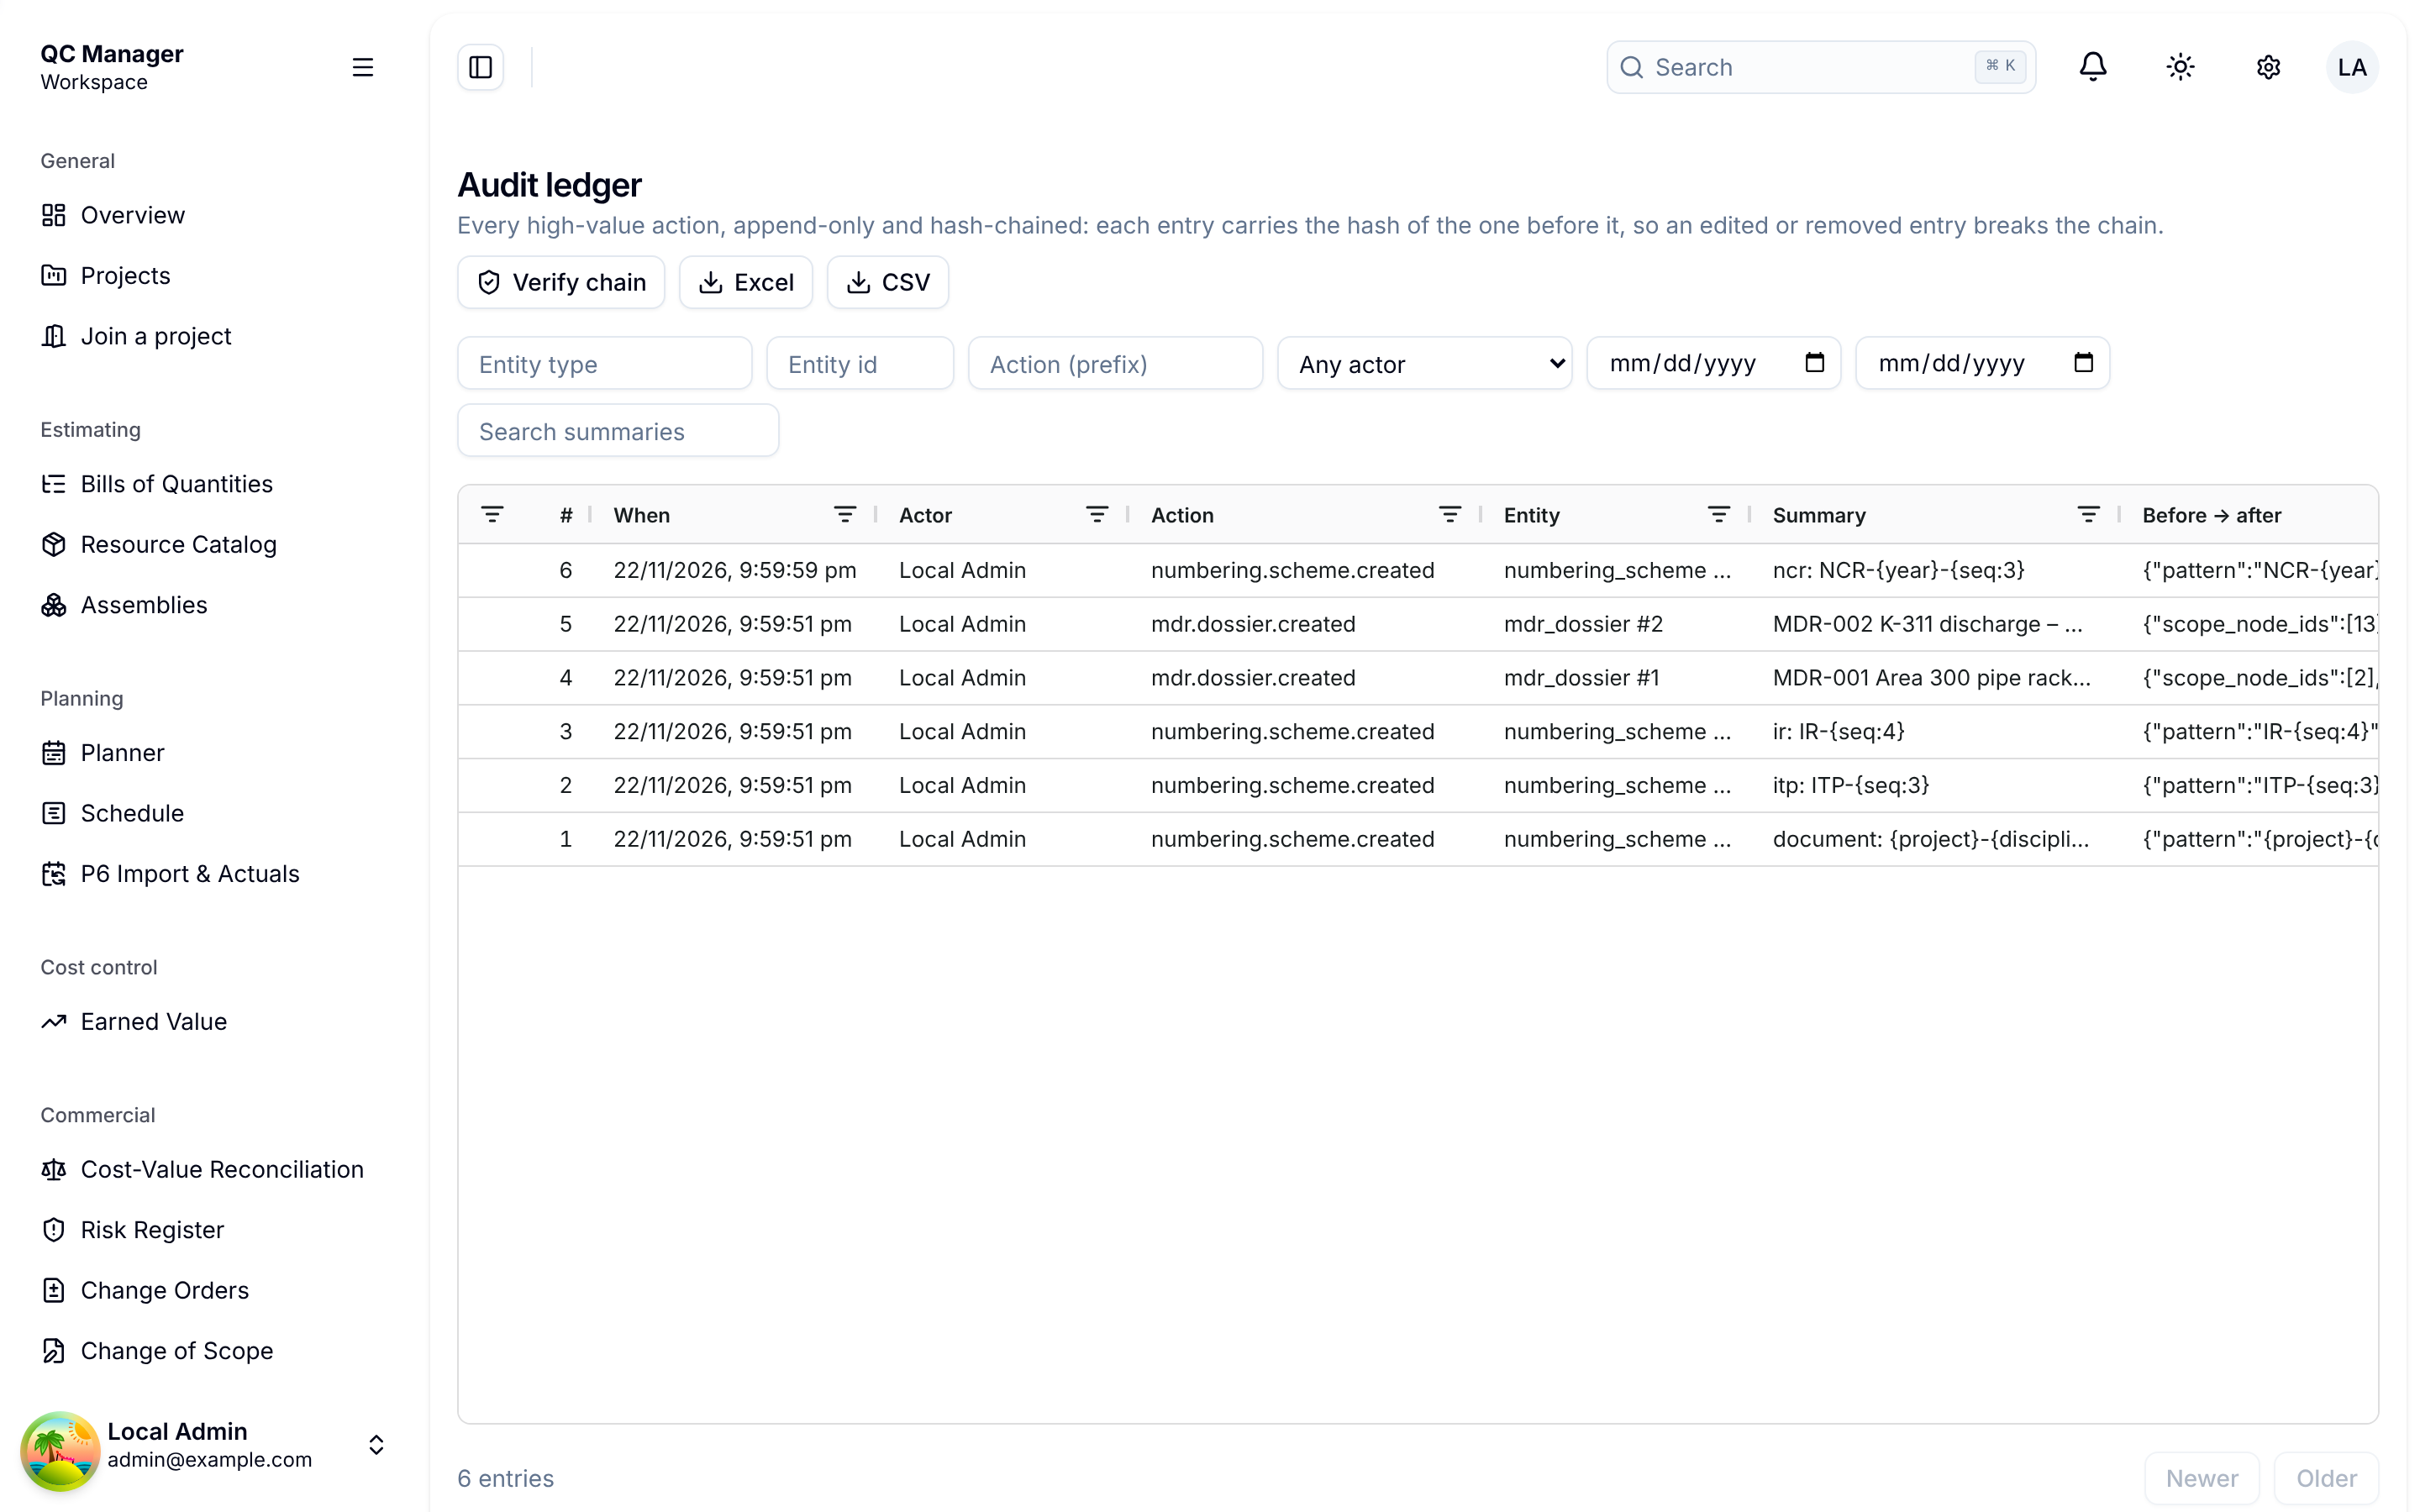 QC Manager
Workspace
General
Overview
Projects
Join a project
Estimating
Bills of Quantities
Resource Catalog
Assemblies
Planning
Planner
Schedule
P6 Import & Actuals
Cost control
Earned Value
Commercial
Cost-Value Reconciliation
Risk Register
Change Orders
Change of Scope
Local Admin
admin@example.com
Search ⌘ K LA
Audit ledger
Every high-value action, append-only and hash-chained: each entry carries the hash of the one before it, so an edited or removed entry breaks the chain.
Verify chain Excel CSV
Entity type Entity id Action (prefix) Any actor mm/dd/yyyy mm/dd/yyyy
Search summaries
# When Actor Action Entity Summary Before → after
6 22/11/2026, 9:59:59 pm Local Admin numbering.scheme.created numbering_scheme ... ncr: NCR-{year}-{seq:3} {"pattern":"NCR-{year}
5 22/11/2026, 9:59:51 pm Local Admin mdr.dossier.created mdr_dossier #2 MDR-002 K-311 discharge – ... {"scope_node_ids":[13]
4 22/11/2026, 9:59:51 pm Local Admin mdr.dossier.created mdr_dossier #1 MDR-001 Area 300 pipe rack... {"scope_node_ids":[2],
3 22/11/2026, 9:59:51 pm Local Admin numbering.scheme.created numbering_scheme ... ir: IR-{seq:4} {"pattern":"IR-{seq:4}"
2 22/11/2026, 9:59:51 pm Local Admin numbering.scheme.created numbering_scheme ... itp: ITP-{seq:3} {"pattern":"ITP-{seq:3}
1 22/11/2026, 9:59:51 pm Local Admin numbering.scheme.created numbering_scheme ... document: {project}-{discipli... {"pattern":"{project}-{
6 entries Newer Older